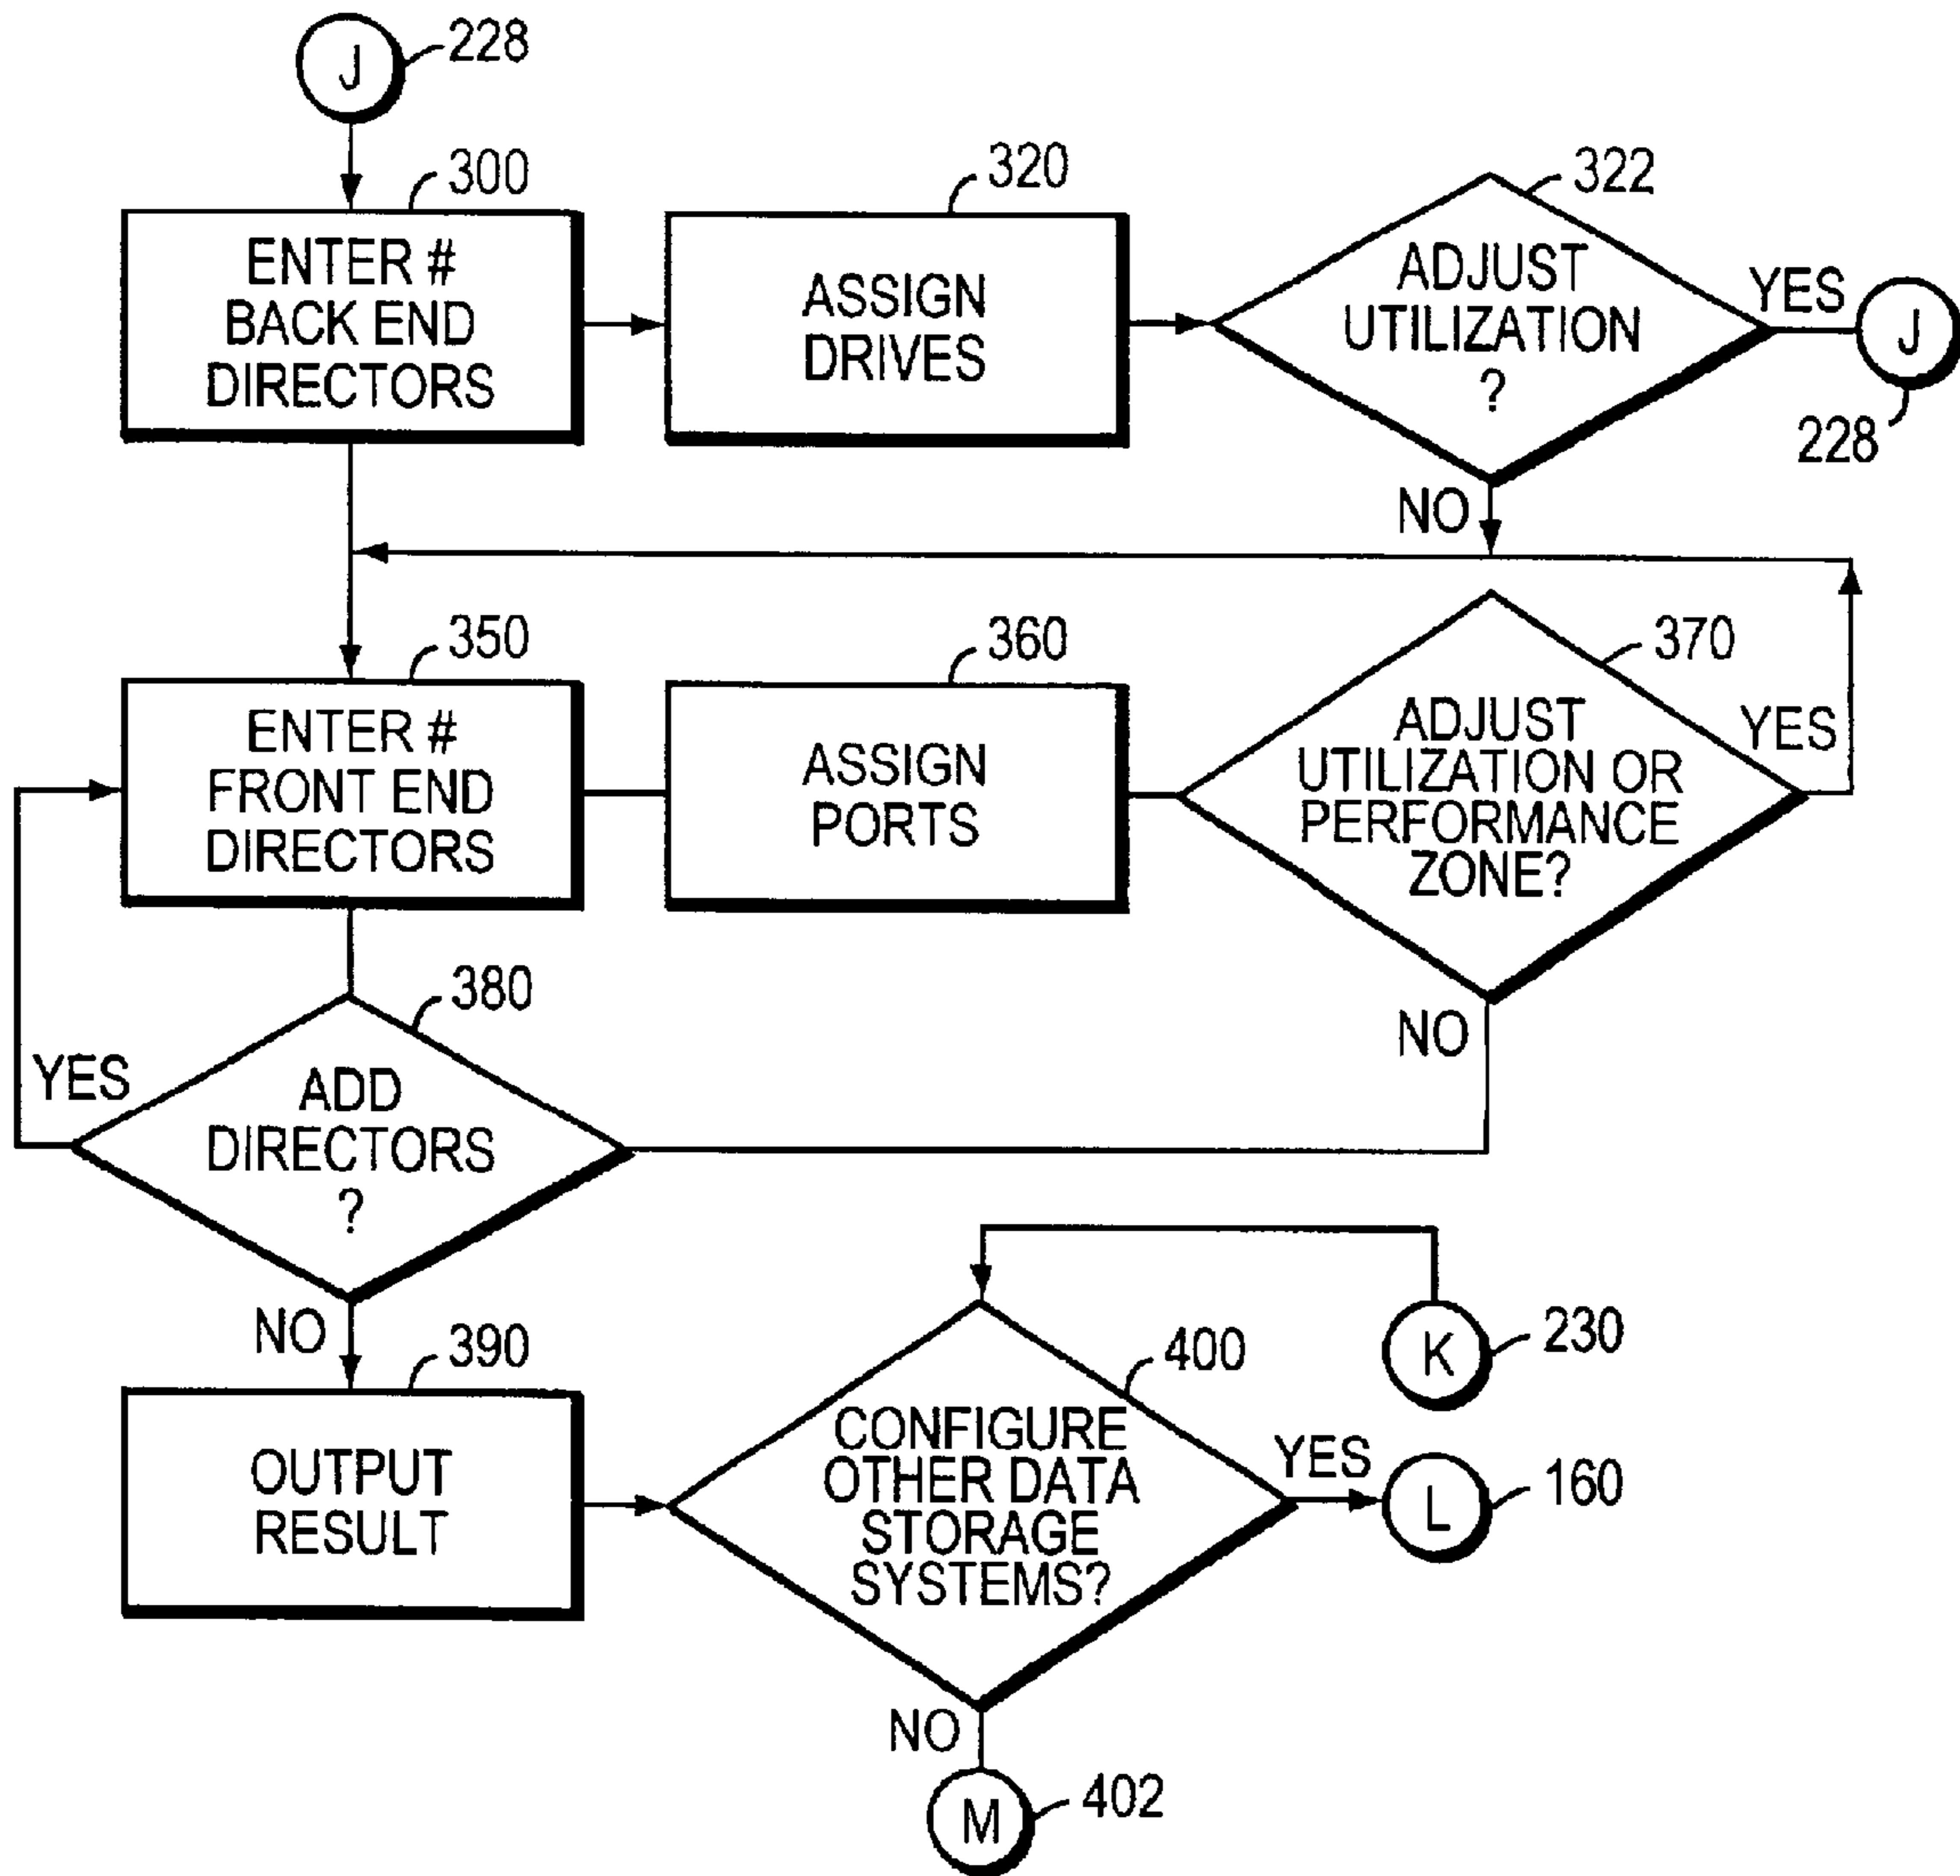 J
228
300
ENTER #
BACK END
DIRECTORS
320
ASSIGN
DRIVES
322
ADJUST
UTILIZATION
?
YES
J
228
NO
350
ENTER #
FRONT END
DIRECTORS
360
ASSIGN
PORTS
370
ADJUST
UTILIZATION OR
PERFORMANCE
ZONE?
YES
NO
380
ADD
DIRECTORS
?
YES
NO
390
OUTPUT
RESULT
400
CONFIGURE
OTHER DATA
STORAGE
SYSTEMS?
K
230
YES
L
160
NO
M
402